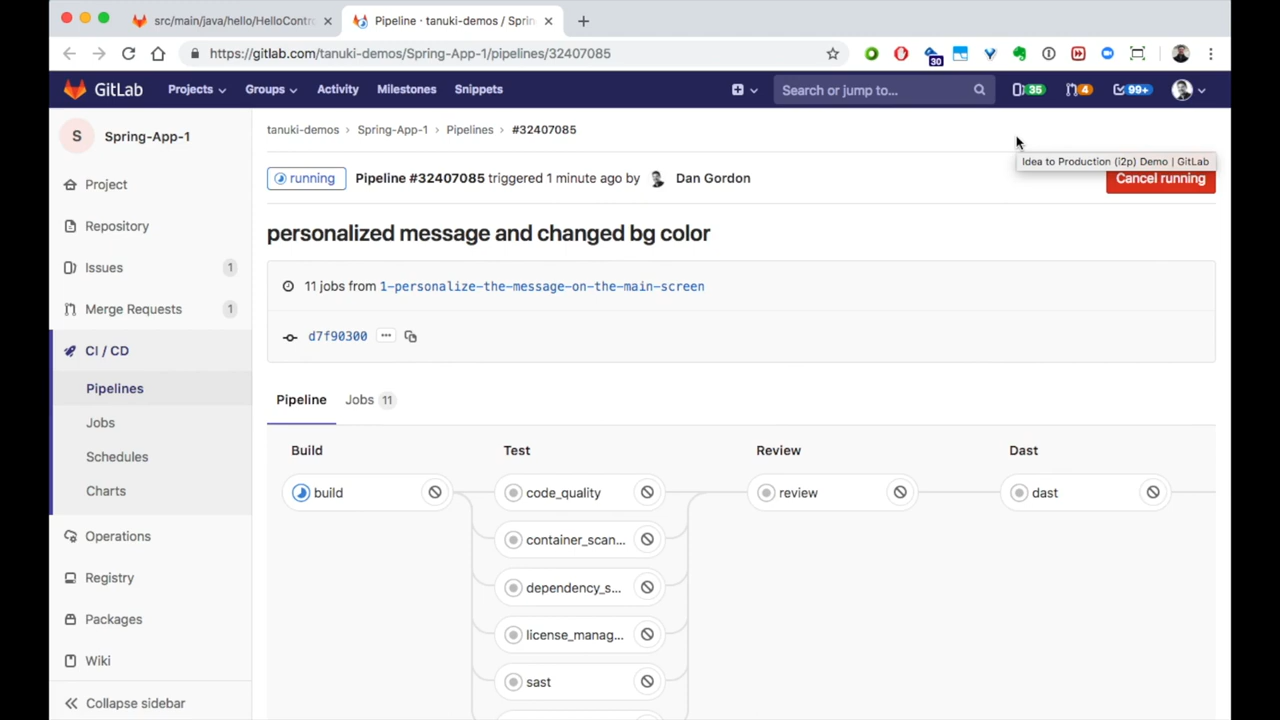 src/main/java/hello/HelloContro
Pipeline · tanuki-demos / Sprin
https://gitlab.com/tanuki-demos/Spring-App-1/pipelines/32407085
30
GitLab
Projects
Groups
Activity
Milestones
Snippets
Search or jump to...
35
4
99+
S
Spring-App-1
Project
Repository
Issues 1
Merge Requests 1
CI / CD
Pipelines
Jobs
Schedules
Charts
Operations
Registry
Packages
Wiki
Collapse sidebar
tanuki-demos › Spring-App-1 › Pipelines › #32407085
Idea to Production (i2p) Demo | GitLab
running Pipeline #32407085 triggered 1 minute ago by Dan Gordon
Cancel running
personalized message and changed bg color
11 jobs from 1-personalize-the-message-on-the-main-screen
d7f90300 ...
Pipeline Jobs 11
Build Test Review Dast
build code_quality review dast
container_scan...
dependency_s...
license_manag...
sast